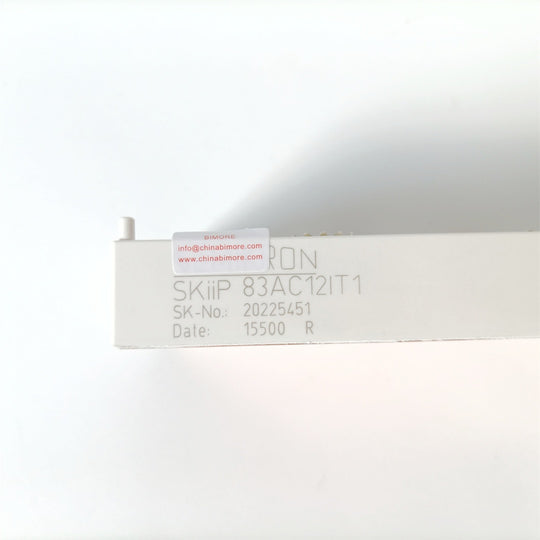 BIMORE
info@chinabimore.com
www.chinabimore.com
RON
SKiiP 83AC12IT1
SK-No.: 20225451
Date: 15500 R